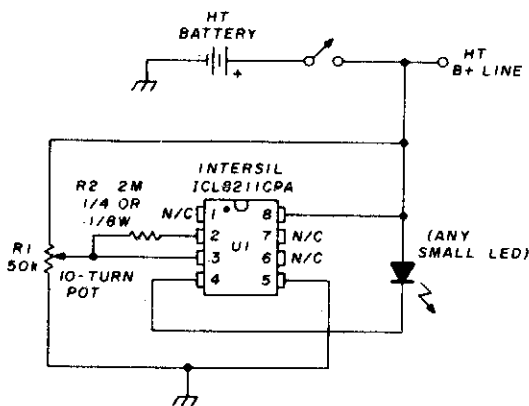 HT
BATTERY
+
HT
B+ LINE
INTERSIL
ICL8211CPA
R2 2M
1/4 OR
1/8W
N/C
1
8
2
7
N/C
U1
3
6
N/C
4
5
R1
50k
10-TURN
POT
(ANY
SMALL LED)